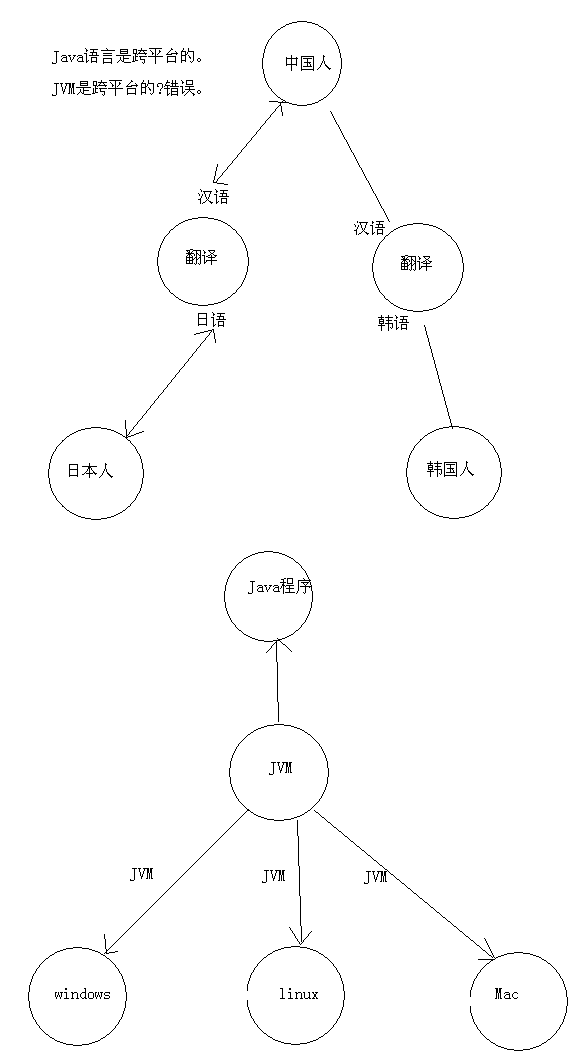 Java语言是跨平台的。
JVM是跨平台的?错误。
中国人
汉语
汉语
翻译
翻译
日语
韩语
日本人
韩国人
Java程序
JVM
JVM
JVM
JVM
windows
linux
Mac